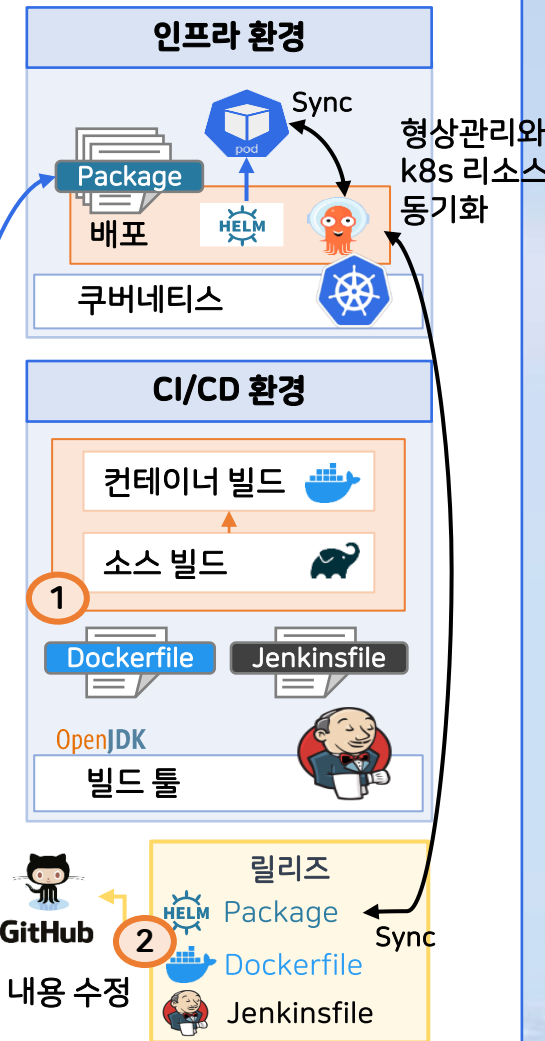 인프라 환경
pod
Sync
형상관리와
k8s 리소스
동기화
Package
배포
HELM
쿠버네티스
CI/CD 환경
컨테이너 빌드
소스 빌드
1
Dockerfile
Jenkinsfile
OpenJDK
빌드 툴
릴리즈
HELM Package
Sync
GitHub
2
Dockerfile
내용 수정
Jenkinsfile